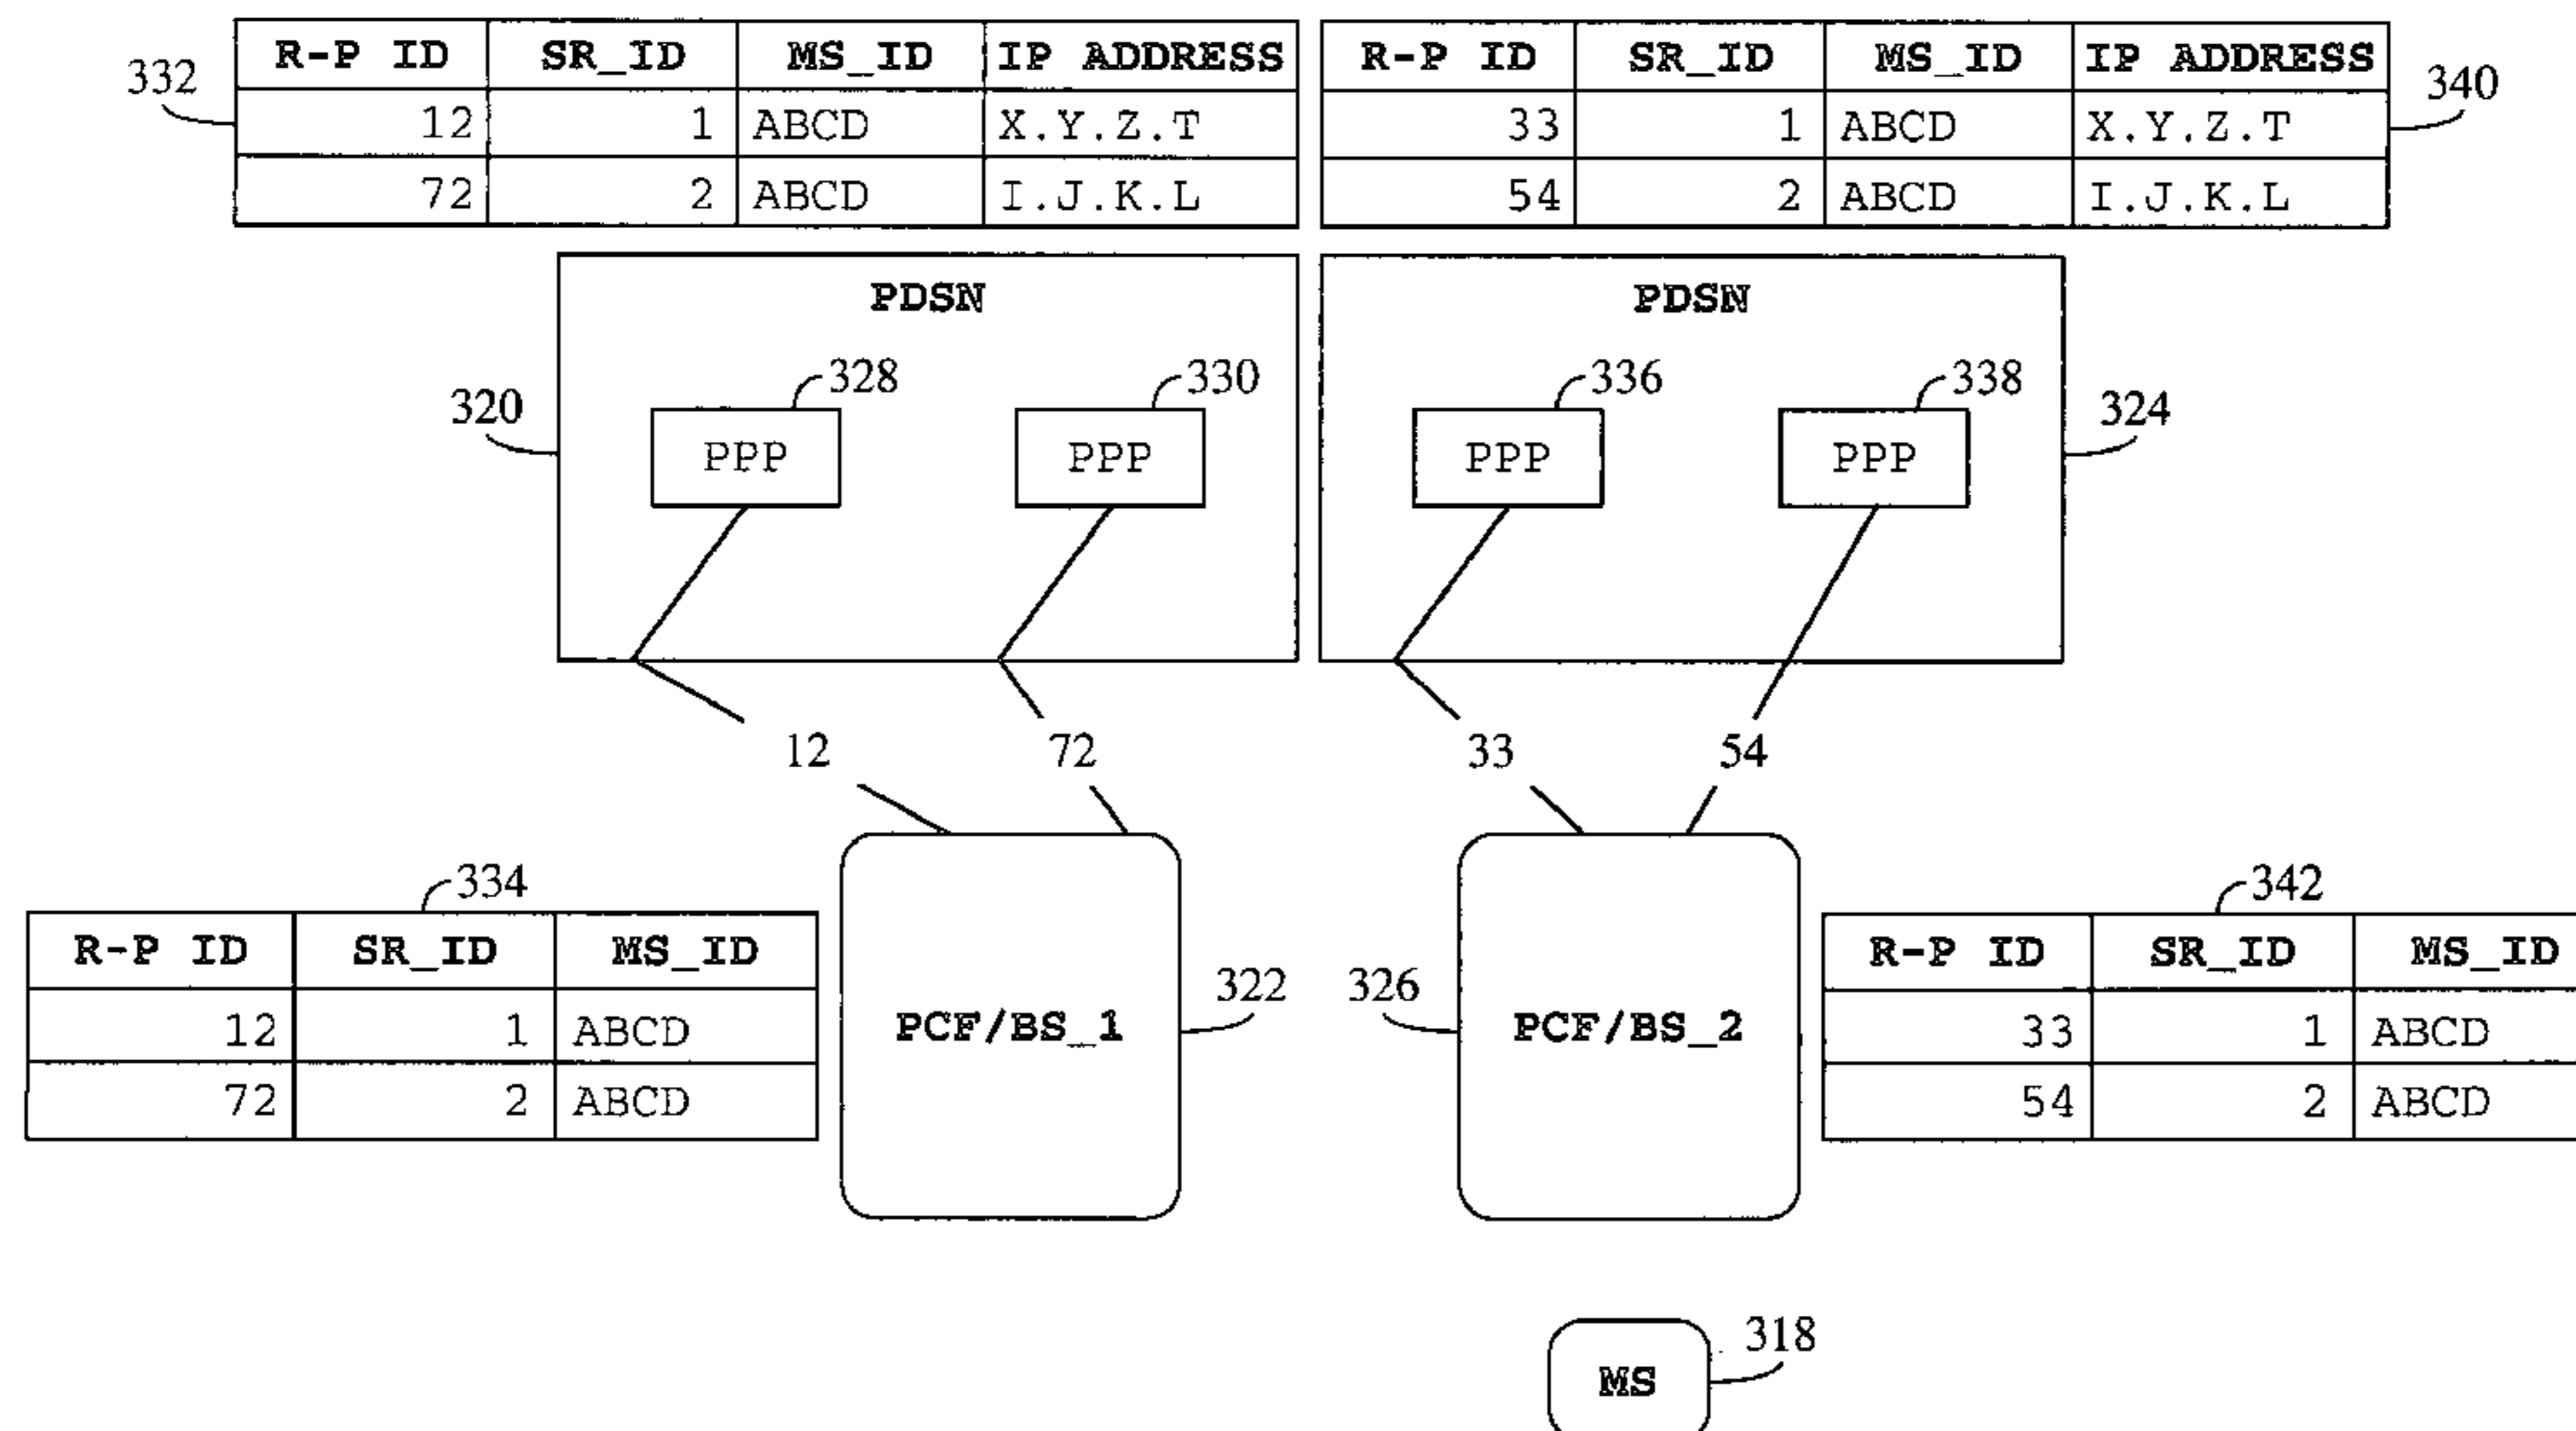 R-P ID SR_ID MS_ID IP ADDRESS
332
12 1 ABCD X.Y.Z.T
72 2 ABCD I.J.K.L
R-P ID SR_ID MS_ID IP ADDRESS
340
33 1 ABCD X.Y.Z.T
54 2 ABCD I.J.K.L
PDSN
320
328
330
PPP
PPP
PDSN
336
338
324
PPP
PPP
12
72
33
54
334
R-P ID SR_ID MS_ID
12 1 ABCD
72 2 ABCD
PCF/BS_1
322
326
PCF/BS_2
342
R-P ID SR_ID MS_ID
33 1 ABCD
54 2 ABCD
318
MS